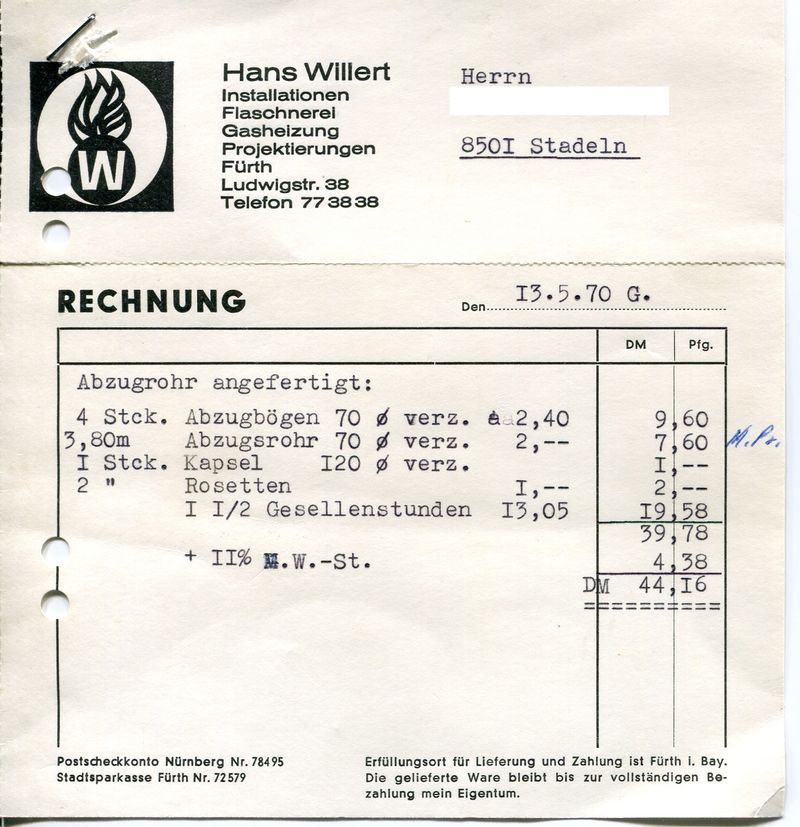 W
Hans Willert
Installationen
Flaschnerei
Gasheizung
Projektierungen
Fürth
Ludwigstr. 38
Telefon 77 38 38
Herrn
850I Stadeln
RECHNUNG
Den I3.5.70 G.
DM Pfg.
Abzugrohr angefertigt:
4 Stck. Abzugbögen 70 ø verz. a 2,40 9,60
3,80m Abzugsrohr 70 ø verz. 2,-- 7,60
I Stck. Kapsel I20 ø verz. I,--
2 " Rosetten I,-- 2,--
I I/2 Gesellenstunden I3,05 I9,58
39,78
+ II% M.W.-St. 4,38
DM 44,I6
Postscheckkonto Nürnberg Nr. 78495
Stadtsparkasse Fürth Nr. 72579
Erfüllungsort für Lieferung und Zahlung ist Fürth i. Bay.
Die gelieferte Ware bleibt bis zur vollständigen Be-
zahlung mein Eigentum.